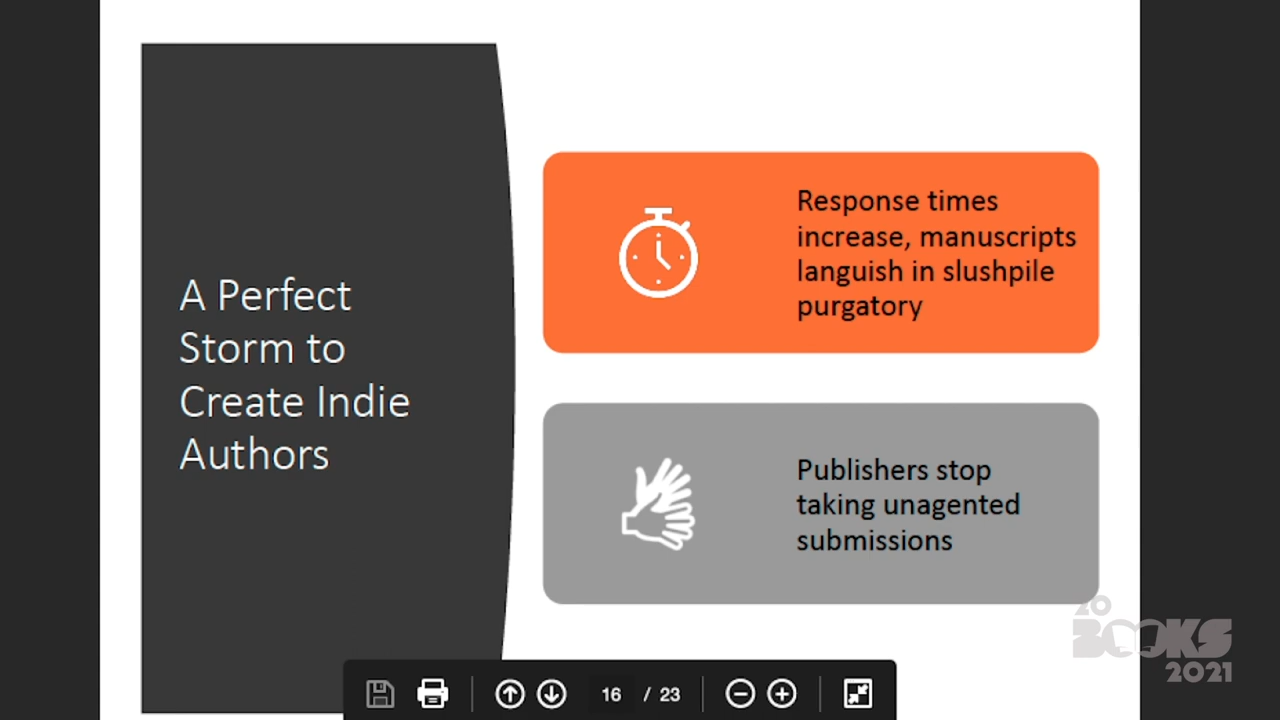 A Perfect
Storm to
Create Indie
Authors
Response times
increase, manuscripts
languish in slushpile
purgatory
Publishers stop
taking unagented
submissions
20
BOOKS
2021
16 / 23